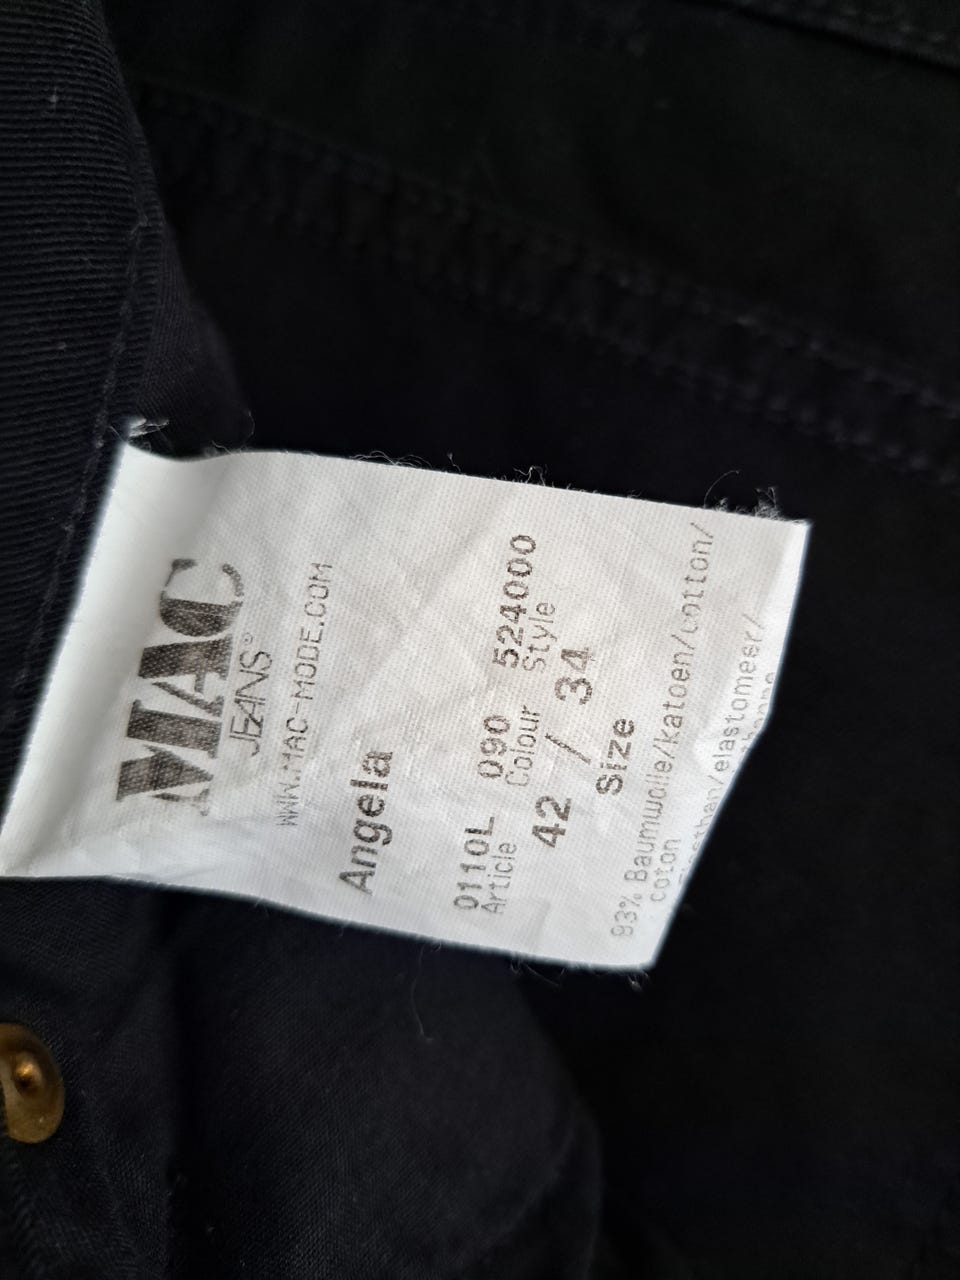 MAC
JEANS®
WWW.MAC-MODE.COM
Angela
0110L 090 524000
Article Colour Style
42 / 34
Size
93% Baumwolle/katoen/cotton/
coton
elastomeer/